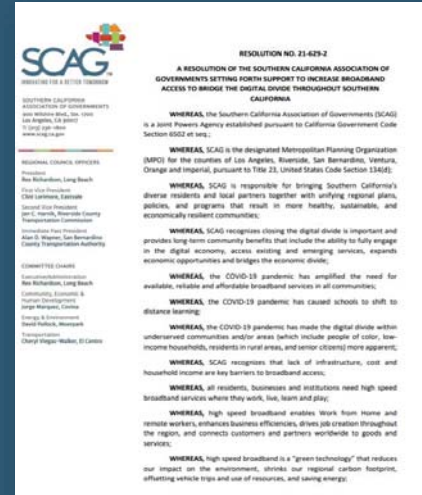 SCAG
INNOVATING FOR A BETTER TOMORROW
SOUTHERN CALIFORNIA
ASSOCIATION OF GOVERNMENTS
900 Wilshire Blvd., Ste. 1700
Los Angeles, CA 90017
T: (213) 236-1800
www.scag.ca.gov
REGIONAL COUNCIL OFFICERS
President
Rex Richardson, Long Beach
First Vice President
Clint Lorimore, Eastvale
Second Vice President
Jan C. Harnik, Riverside County
Transportation Commission
Immediate Past President
Alan D. Wapner, San Bernardino
County Transportation Authority
COMMITTEE CHAIRS
Executive/Administration
Rex Richardson, Long Beach
Community, Economic &
Human Development
Jorge Marquez, Covina
Energy & Environment
David Pollock, Moorpark
Transportation
Cheryl Viegas-Walker, El Centro
RESOLUTION NO. 21-629-2
A RESOLUTION OF THE SOUTHERN CALIFORNIA ASSOCIATION OF
GOVERNMENTS SETTING FORTH SUPPORT TO INCREASE BROADBAND
ACCESS TO BRIDGE THE DIGITAL DIVIDE THROUGHOUT SOUTHERN
CALIFORNIA
WHEREAS, the Southern California Association of Governments (SCAG)
is a Joint Powers Agency established pursuant to California Government Code
Section 6502 et seq.;
WHEREAS, SCAG is the designated Metropolitan Planning Organization
(MPO) for the counties of Los Angeles, Riverside, San Bernardino, Ventura,
Orange and Imperial, pursuant to Title 23, United States Code Section 134(d);
WHEREAS, SCAG is responsible for bringing Southern California's
diverse residents and local partners together with unifying regional plans,
policies, and programs that result in more healthy, sustainable, and
economically resilient communities;
WHEREAS, SCAG recognizes closing the digital divide is important and
provides long-term community benefits that include the ability to fully engage
in the digital economy, access existing and emerging services, expands
economic opportunities and bridges the economic divide;
WHEREAS, the COVID-19 pandemic has amplified the need for
available, reliable and affordable broadband services in all communities;
WHEREAS, the COVID-19 pandemic has caused schools to shift to
distance learning;
WHEREAS, the COVID-19 pandemic has made the digital divide within
underserved communities and/or areas (which include people of color, low-
income households, residents in rural areas, and senior citizens) more apparent;
WHEREAS, SCAG recognizes that lack of infrastructure, cost and
household income are key barriers to broadband access;
WHEREAS, all residents, businesses and institutions need high speed
broadband services where they work, live, learn and play;
WHEREAS, high speed broadband enables Work from Home and
remote workers, enhances business efficiencies, drives job creation throughout
the region, and connects customers and partners worldwide to goods and
services;
WHEREAS, high speed broadband is a "green technology" that reduces
our impact on the environment, shrinks our regional carbon footprint,
offsetting vehicle trips and use of resources, and saving energy;